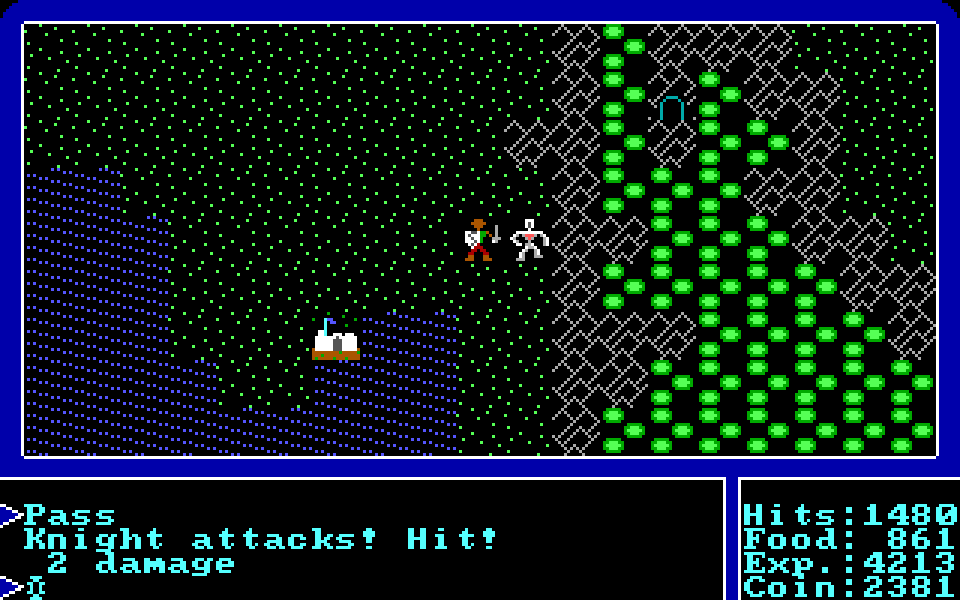 Pass
Knight attacks! Hit!
2 damage
Hits:1480
Food: 861
Exp.:4213
Coin:2381